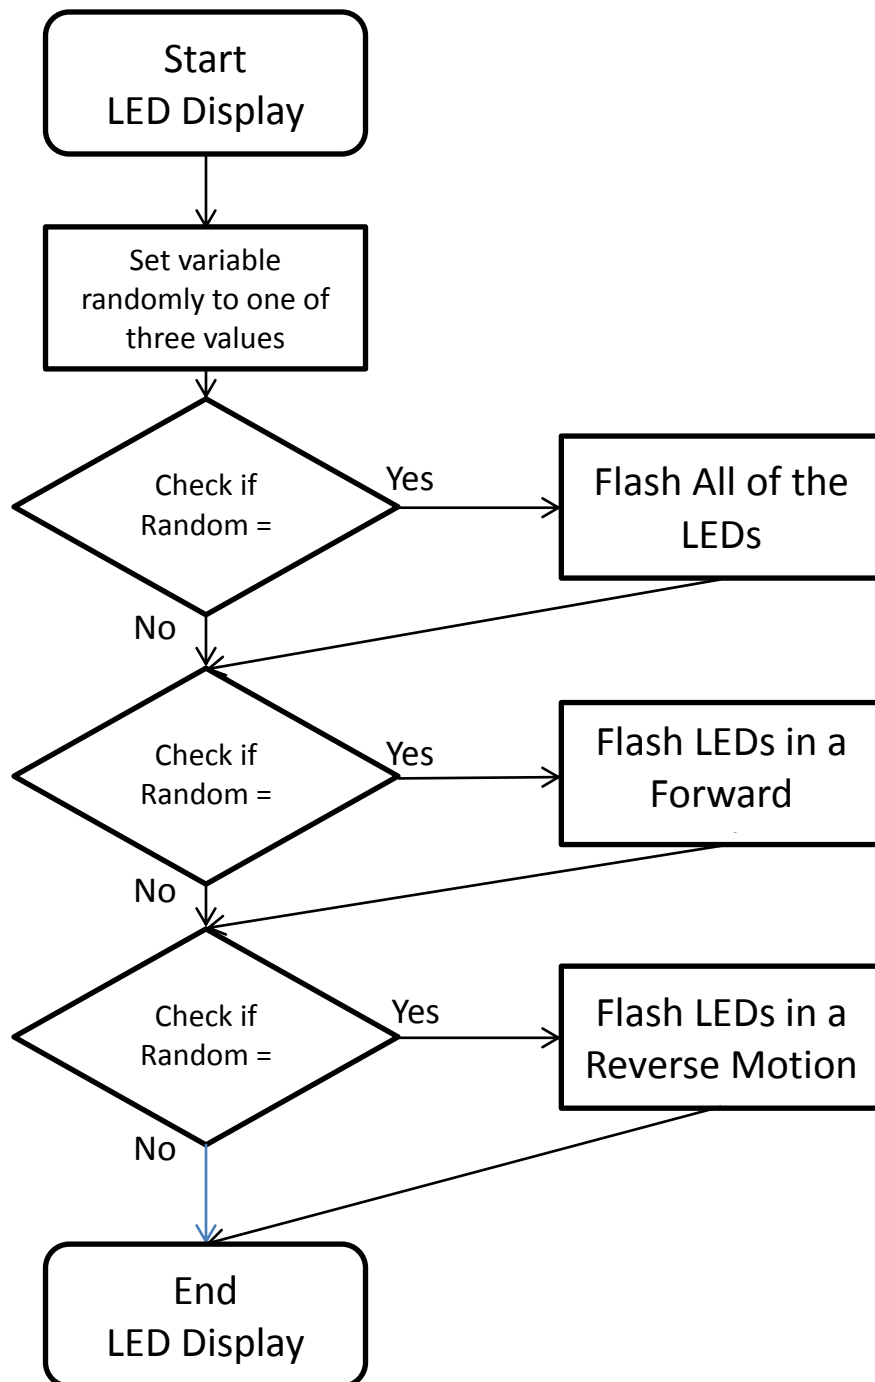 Start
LED Display
Set variable
randomly to one of
three values
Check if
Random =
Yes
Flash All of the
LEDs
No
Check if
Random =
Yes
Flash LEDs in a
Forward
No
Check if
Random =
Yes
Flash LEDs in a
Reverse Motion
No
End
LED Display